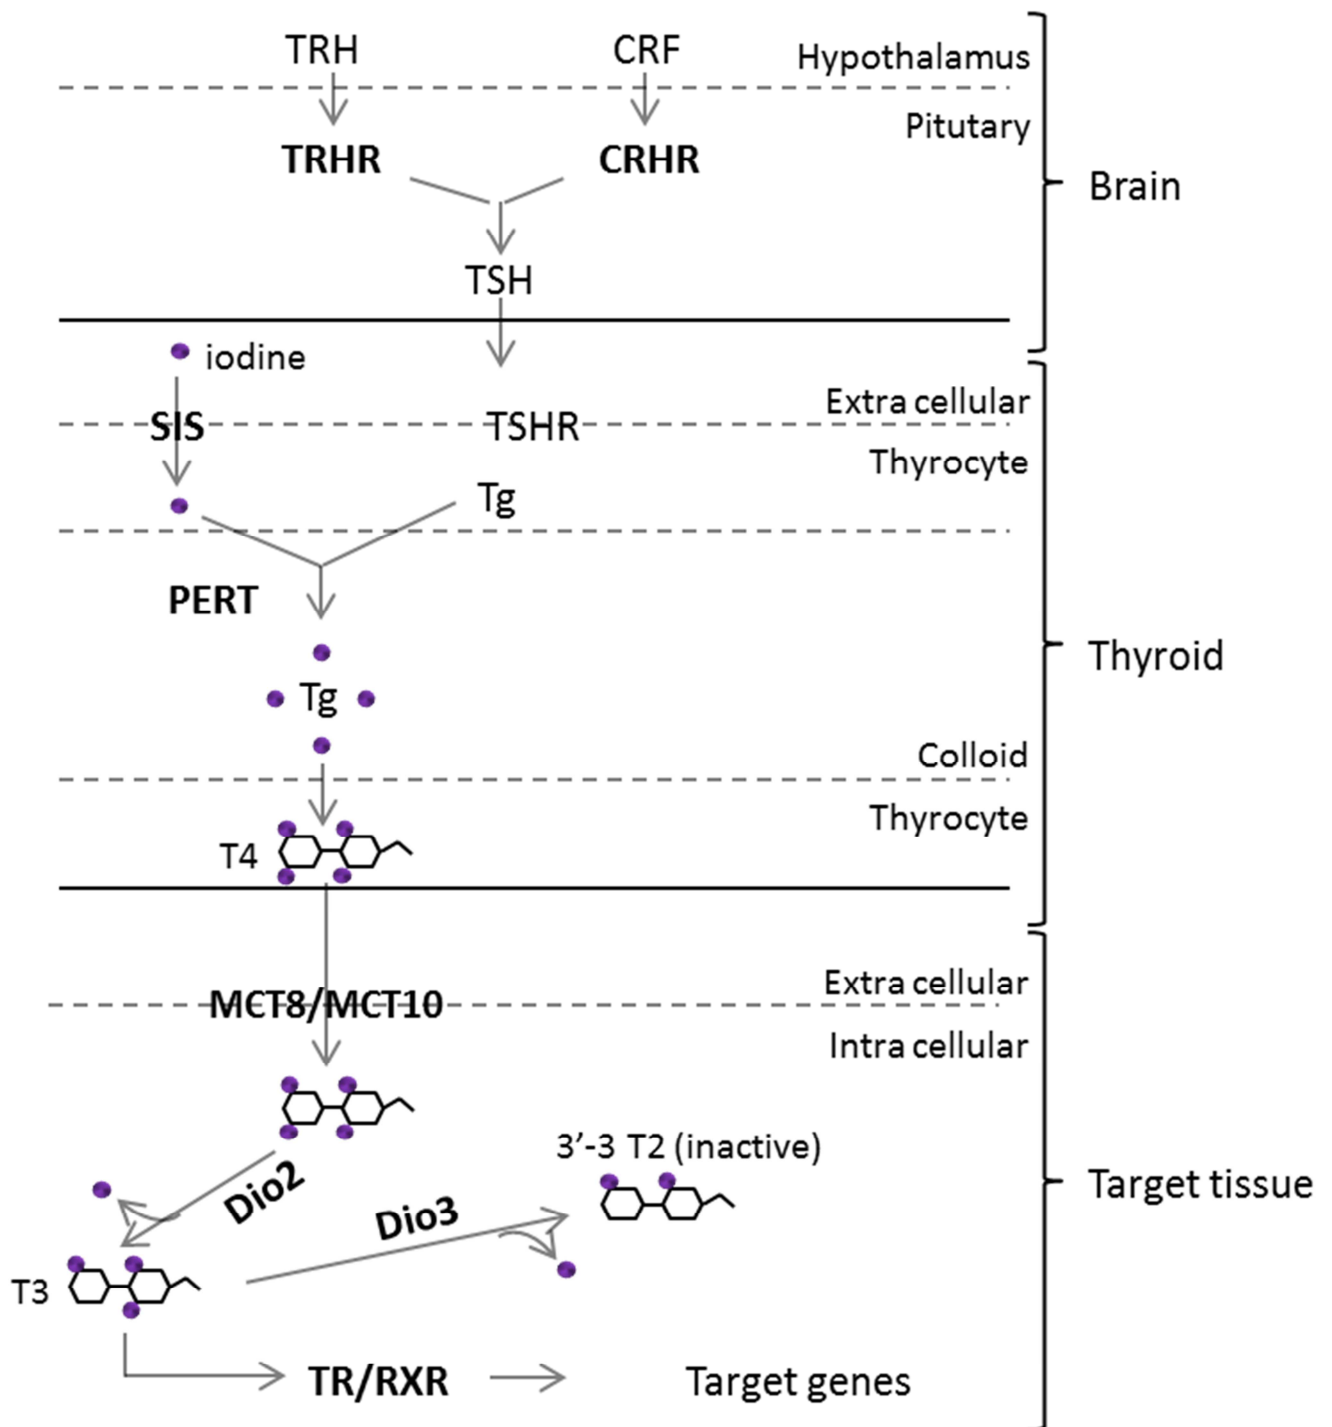 TRH
CRF
Hypothalamus
Pitutary
TRHR
CRHR
Brain
TSH
iodine
Extra cellular
SIS
TSHR
Thyrocyte
Tg
PERT
Thyroid
Tg
Colloid
Thyrocyte
T4
Extra cellular
MCT8/MCT10
Intra cellular
3’-3 T2 (inactive)
Dio2
Target tissue
Dio3
T3
TR/RXR
Target genes